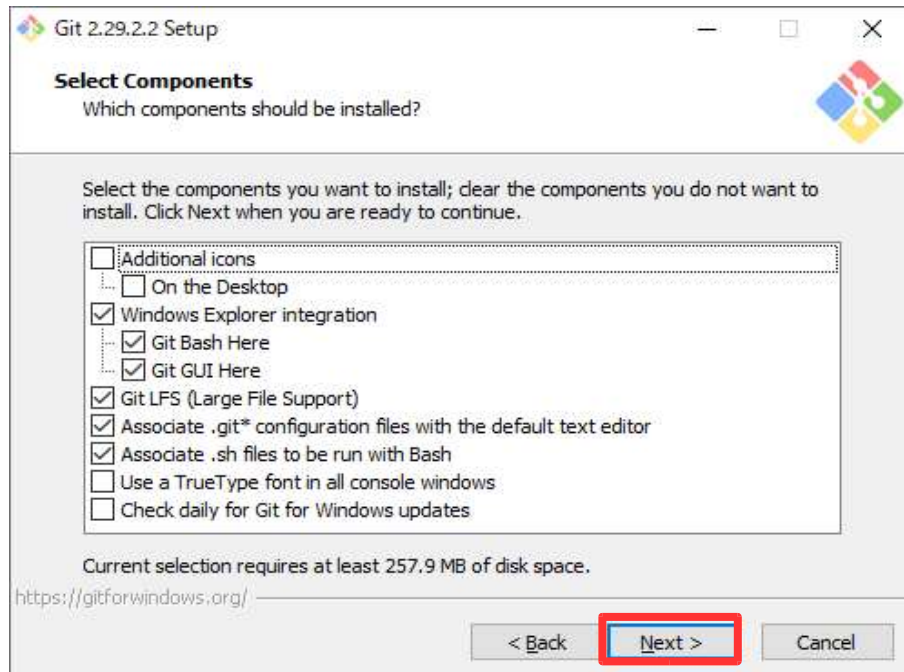 Git 2.29.2.2 Setup
Select Components
Which components should be installed?
Select the components you want to install; clear the components you do not want to
install. Click Next when you are ready to continue.
Additional icons
On the Desktop
Windows Explorer integration
Git Bash Here
Git GUI Here
Git LFS (Large File Support)
Associate .git* configuration files with the default text editor
Associate .sh files to be run with Bash
Use a TrueType font in all console windows
Check daily for Git for Windows updates
Current selection requires at least 257.9 MB of disk space.
https://gitforwindows.org/
< Back Next > Cancel